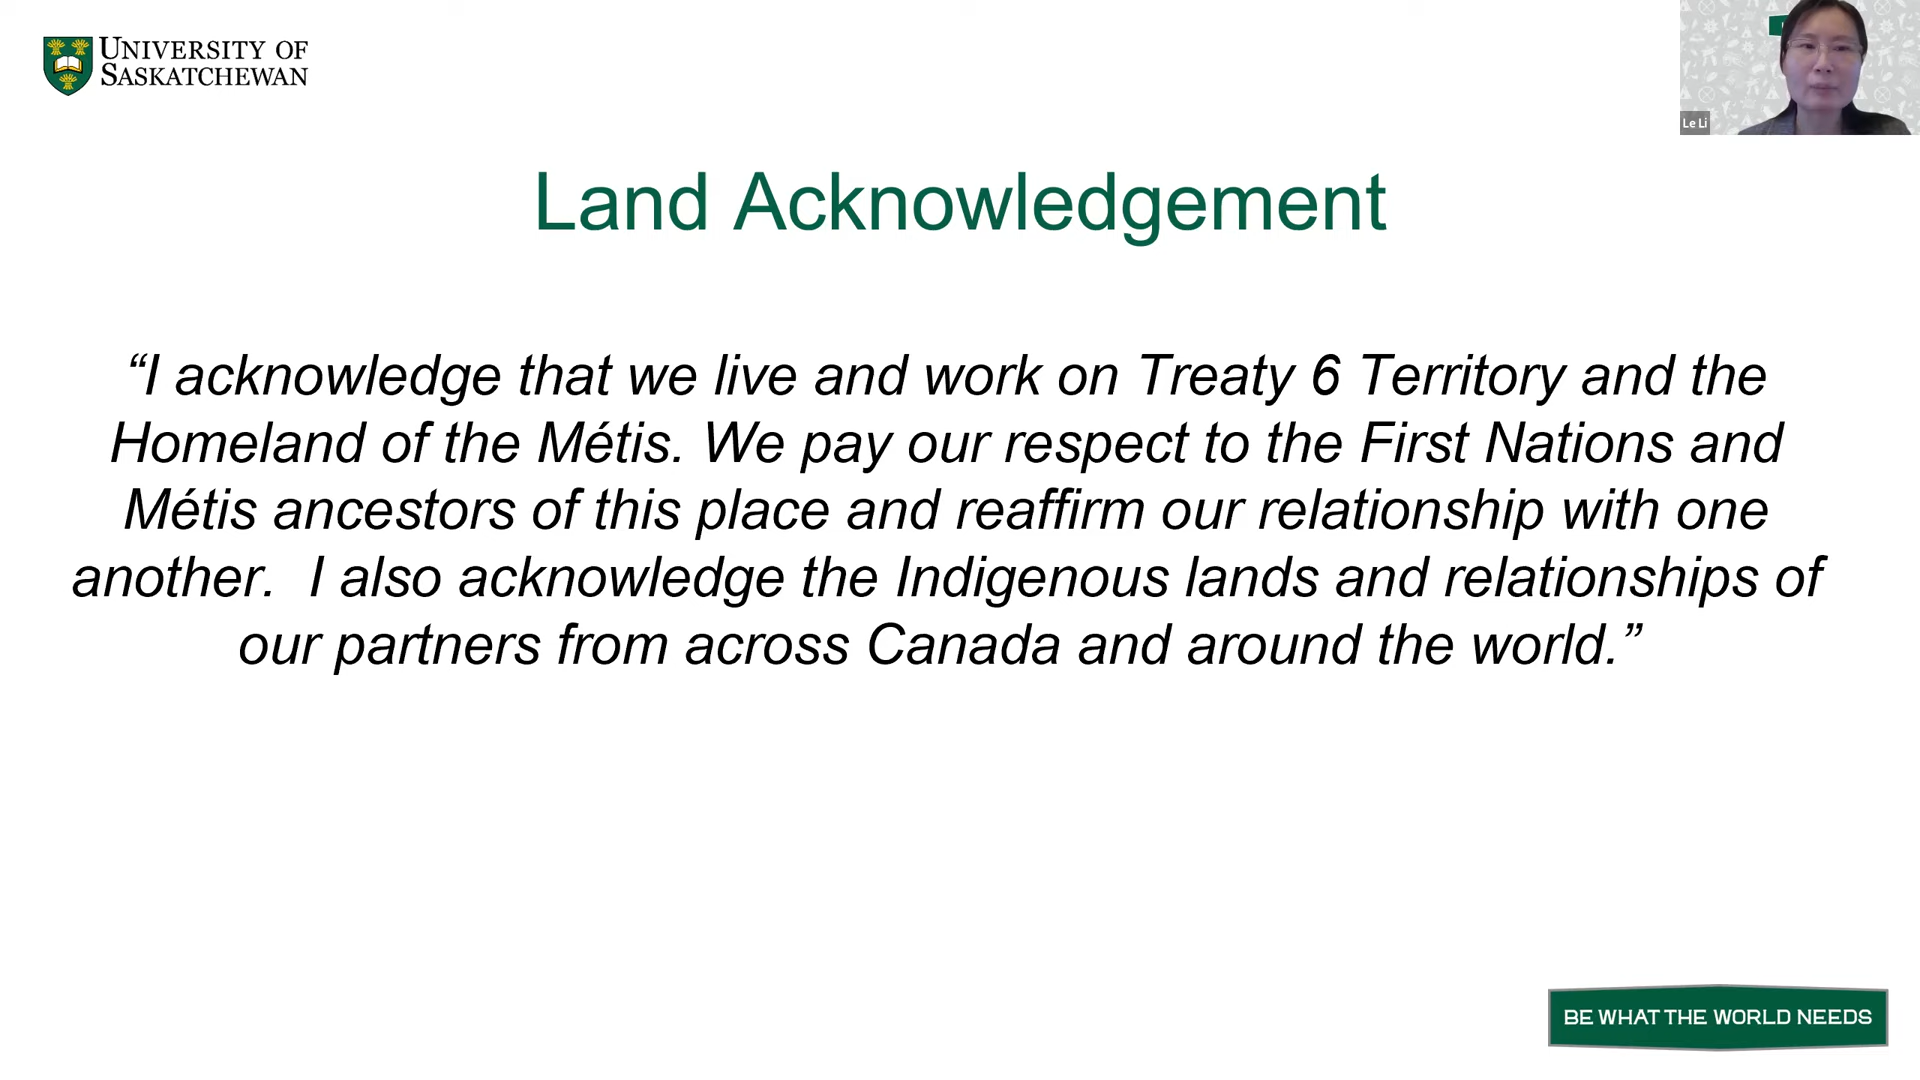 UNIVERSITY OF
SASKATCHEWAN
Le Li
Land Acknowledgement
“I acknowledge that we live and work on Treaty 6 Territory and the
Homeland of the Métis. We pay our respect to the First Nations and
Métis ancestors of this place and reaffirm our relationship with one
another.  I also acknowledge the Indigenous lands and relationships of
our partners from across Canada and around the world.”
BE WHAT THE WORLD NEEDS